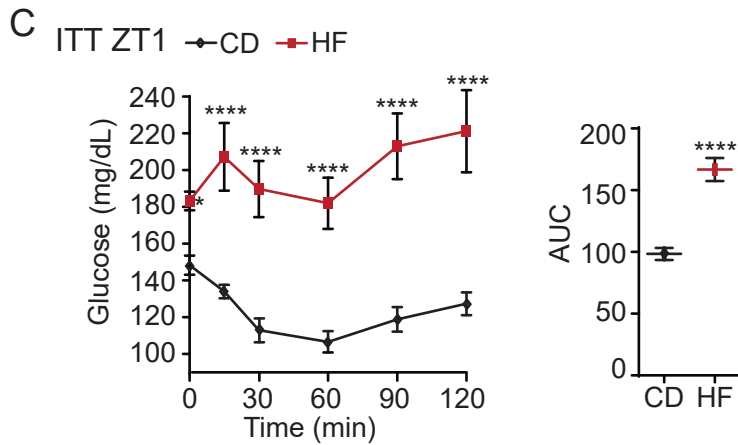 C ITT ZT1 CD HF
Glucose (mg/dL)
240
220
200
180
160
140
120
100
* **** **** **** **** ****
0 30 60 90 120
Time (min)
AUC
200
150
100
50
0
****
CD HF